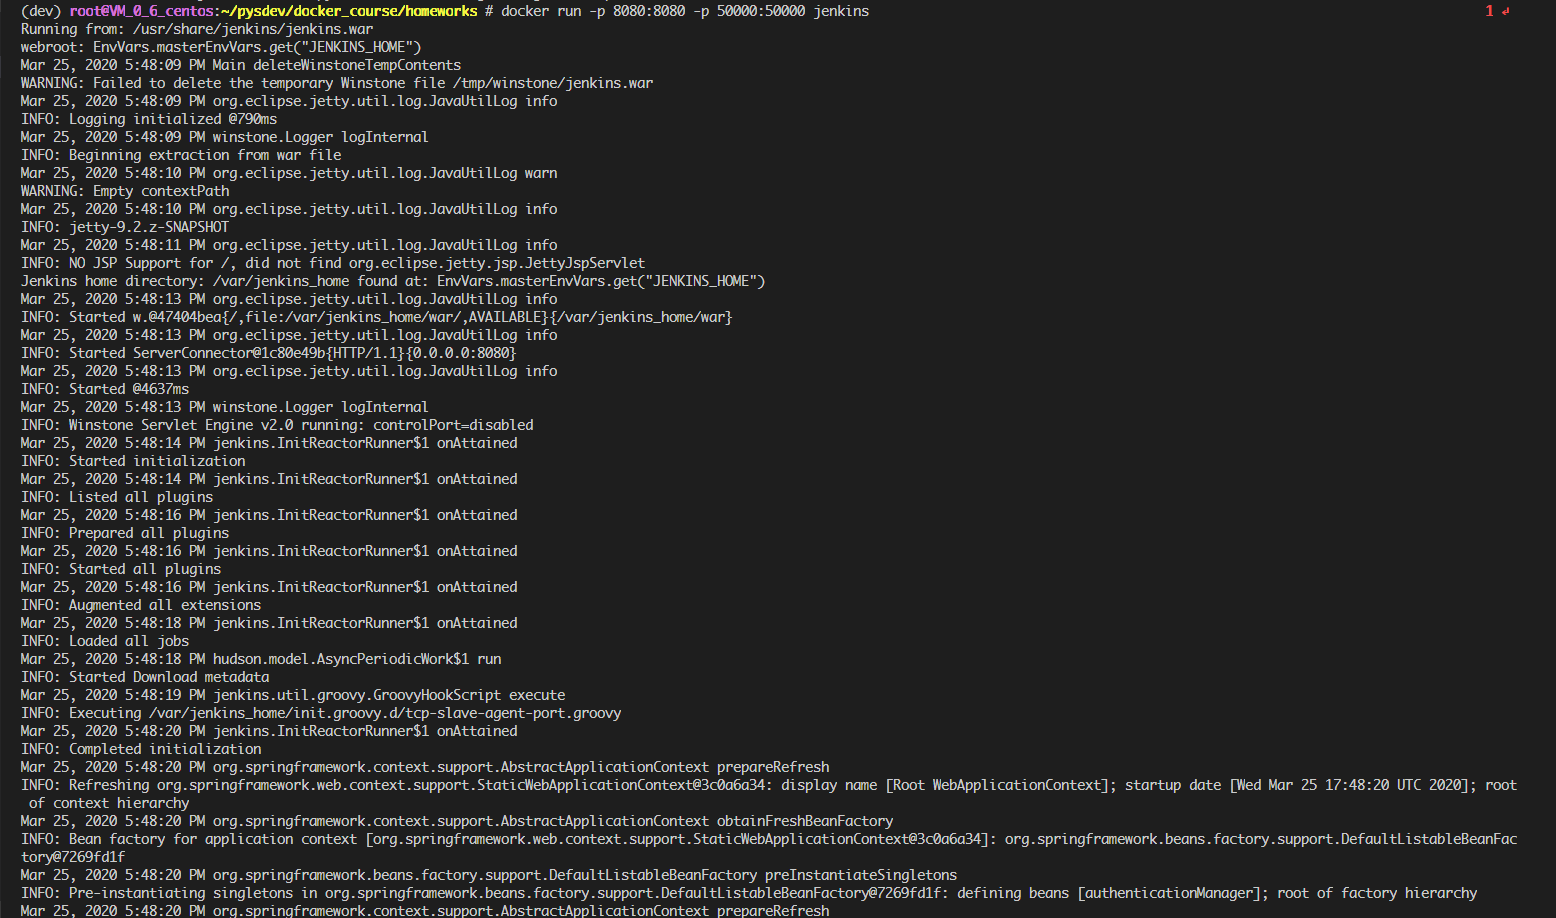 (dev) root@VM_0_6_centos:~/pysdev/docker_course/homeworks # docker run -p 8080:8080 -p 50000:50000 jenkins 1 ↵
Running from: /usr/share/jenkins/jenkins.war
webroot: EnvVars.masterEnvVars.get("JENKINS_HOME")
Mar 25, 2020 5:48:09 PM Main deleteWinstoneTempContents
WARNING: Failed to delete the temporary Winstone file /tmp/winstone/jenkins.war
Mar 25, 2020 5:48:09 PM org.eclipse.jetty.util.log.JavaUtilLog info
INFO: Logging initialized @790ms
Mar 25, 2020 5:48:09 PM winstone.Logger logInternal
INFO: Beginning extraction from war file
Mar 25, 2020 5:48:10 PM org.eclipse.jetty.util.log.JavaUtilLog warn
WARNING: Empty contextPath
Mar 25, 2020 5:48:10 PM org.eclipse.jetty.util.log.JavaUtilLog info
INFO: jetty-9.2.z-SNAPSHOT
Mar 25, 2020 5:48:11 PM org.eclipse.jetty.util.log.JavaUtilLog info
INFO: NO JSP Support for /, did not find org.eclipse.jetty.jsp.JettyJspServlet
Jenkins home directory: /var/jenkins_home found at: EnvVars.masterEnvVars.get("JENKINS_HOME")
Mar 25, 2020 5:48:13 PM org.eclipse.jetty.util.log.JavaUtilLog info
INFO: Started w.@47404bea{/,file:/var/jenkins_home/war/,AVAILABLE}{/var/jenkins_home/war}
Mar 25, 2020 5:48:13 PM org.eclipse.jetty.util.log.JavaUtilLog info
INFO: Started ServerConnector@1c80e49b{HTTP/1.1}{0.0.0.0:8080}
Mar 25, 2020 5:48:13 PM org.eclipse.jetty.util.log.JavaUtilLog info
INFO: Started @4637ms
Mar 25, 2020 5:48:13 PM winstone.Logger logInternal
INFO: Winstone Servlet Engine v2.0 running: controlPort=disabled
Mar 25, 2020 5:48:14 PM jenkins.InitReactorRunner$1 onAttained
INFO: Started initialization
Mar 25, 2020 5:48:14 PM jenkins.InitReactorRunner$1 onAttained
INFO: Listed all plugins
Mar 25, 2020 5:48:16 PM jenkins.InitReactorRunner$1 onAttained
INFO: Prepared all plugins
Mar 25, 2020 5:48:16 PM jenkins.InitReactorRunner$1 onAttained
INFO: Started all plugins
Mar 25, 2020 5:48:16 PM jenkins.InitReactorRunner$1 onAttained
INFO: Augmented all extensions
Mar 25, 2020 5:48:18 PM jenkins.InitReactorRunner$1 onAttained
INFO: Loaded all jobs
Mar 25, 2020 5:48:18 PM hudson.model.AsyncPeriodicWork$1 run
INFO: Started Download metadata
Mar 25, 2020 5:48:19 PM jenkins.util.groovy.GroovyHookScript execute
INFO: Executing /var/jenkins_home/init.groovy.d/tcp-slave-agent-port.groovy
Mar 25, 2020 5:48:20 PM jenkins.InitReactorRunner$1 onAttained
INFO: Completed initialization
Mar 25, 2020 5:48:20 PM org.springframework.context.support.AbstractApplicationContext prepareRefresh
INFO: Refreshing org.springframework.web.context.support.StaticWebApplicationContext@3c0a6a34: display name [Root WebApplicationContext]; startup date [Wed Mar 25 17:48:20 UTC 2020]; root
of context hierarchy
Mar 25, 2020 5:48:20 PM org.springframework.context.support.AbstractApplicationContext obtainFreshBeanFactory
INFO: Bean factory for application context [org.springframework.web.context.support.StaticWebApplicationContext@3c0a6a34]: org.springframework.beans.factory.support.DefaultListableBeanFac
tory@7269fd1f
Mar 25, 2020 5:48:20 PM org.springframework.beans.factory.support.DefaultListableBeanFactory preInstantiateSingletons
INFO: Pre-instantiating singletons in org.springframework.beans.factory.support.DefaultListableBeanFactory@7269fd1f: defining beans [authenticationManager]; root of factory hierarchy
Mar 25, 2020 5:48:20 PM org.springframework.context.support.AbstractApplicationContext prepareRefresh